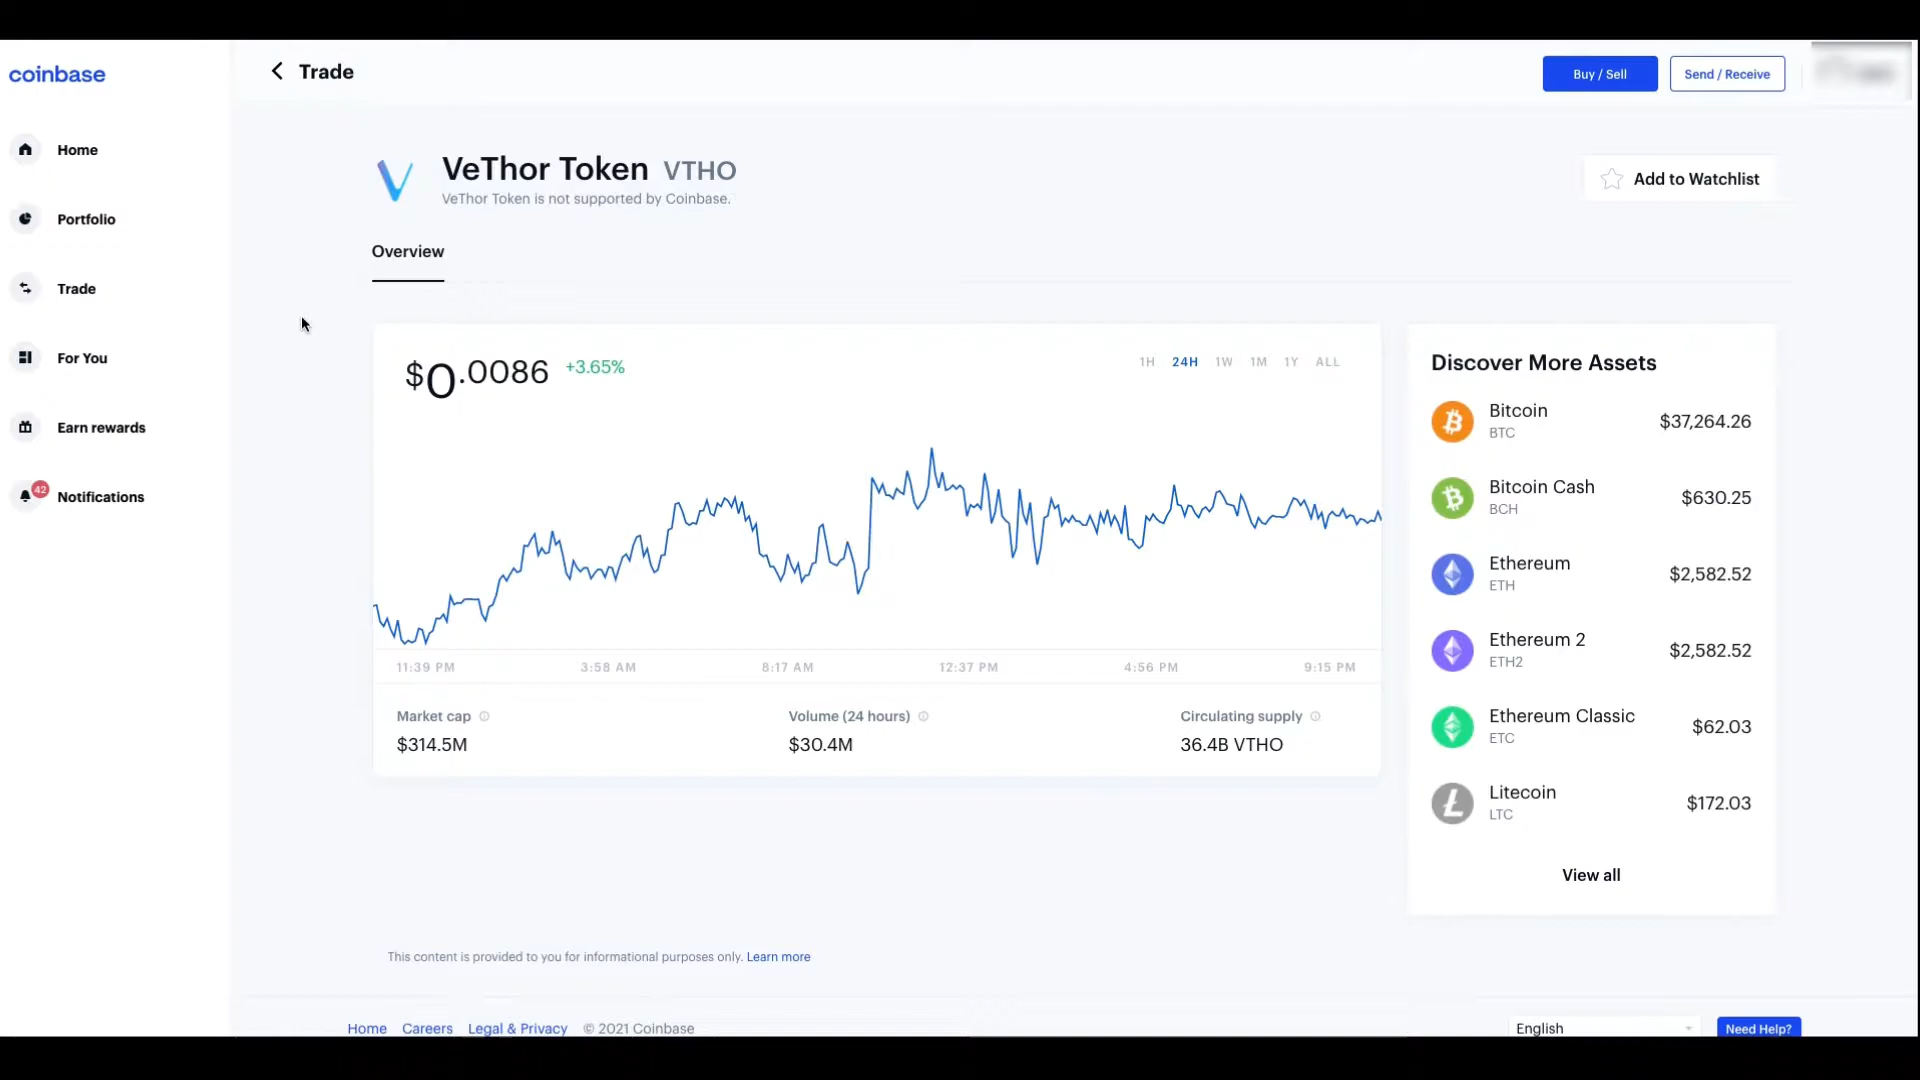 coinbase
Trade
Buy / Sell
Send / Receive
Home
Portfolio
Trade
For You
Earn rewards
42
Notifications
VeThor Token VTHO
VeThor Token is not supported by Coinbase.
Add to Watchlist
Overview
$0.0086 +3.65%
1H 24H 1W 1M 1Y ALL
11:39 PM 3:58 AM 8:17 AM 12:37 PM 4:56 PM 9:15 PM
Market cap
$314.5M
Volume (24 hours)
$30.4M
Circulating supply
36.4B VTHO
Discover More Assets
Bitcoin
BTC
$37,264.26
Bitcoin Cash
BCH
$630.25
Ethereum
ETH
$2,582.52
Ethereum 2
ETH2
$2,582.52
Ethereum Classic
ETC
$62.03
Litecoin
LTC
$172.03
View all
This content is provided to you for informational purposes only. Learn more
Home Careers Legal & Privacy © 2021 Coinbase
English
Need Help?